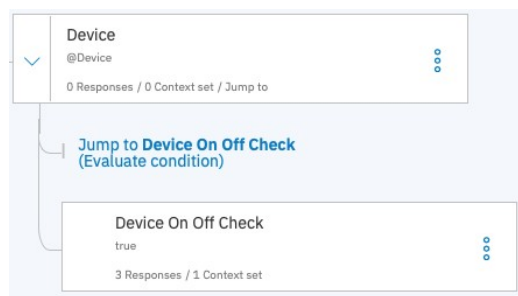 Device
@Device
0 Responses / 0 Context set / Jump to
Jump to Device On Off Check
(Evaluate condition)
Device On Off Check
true
3 Responses / 1 Context set